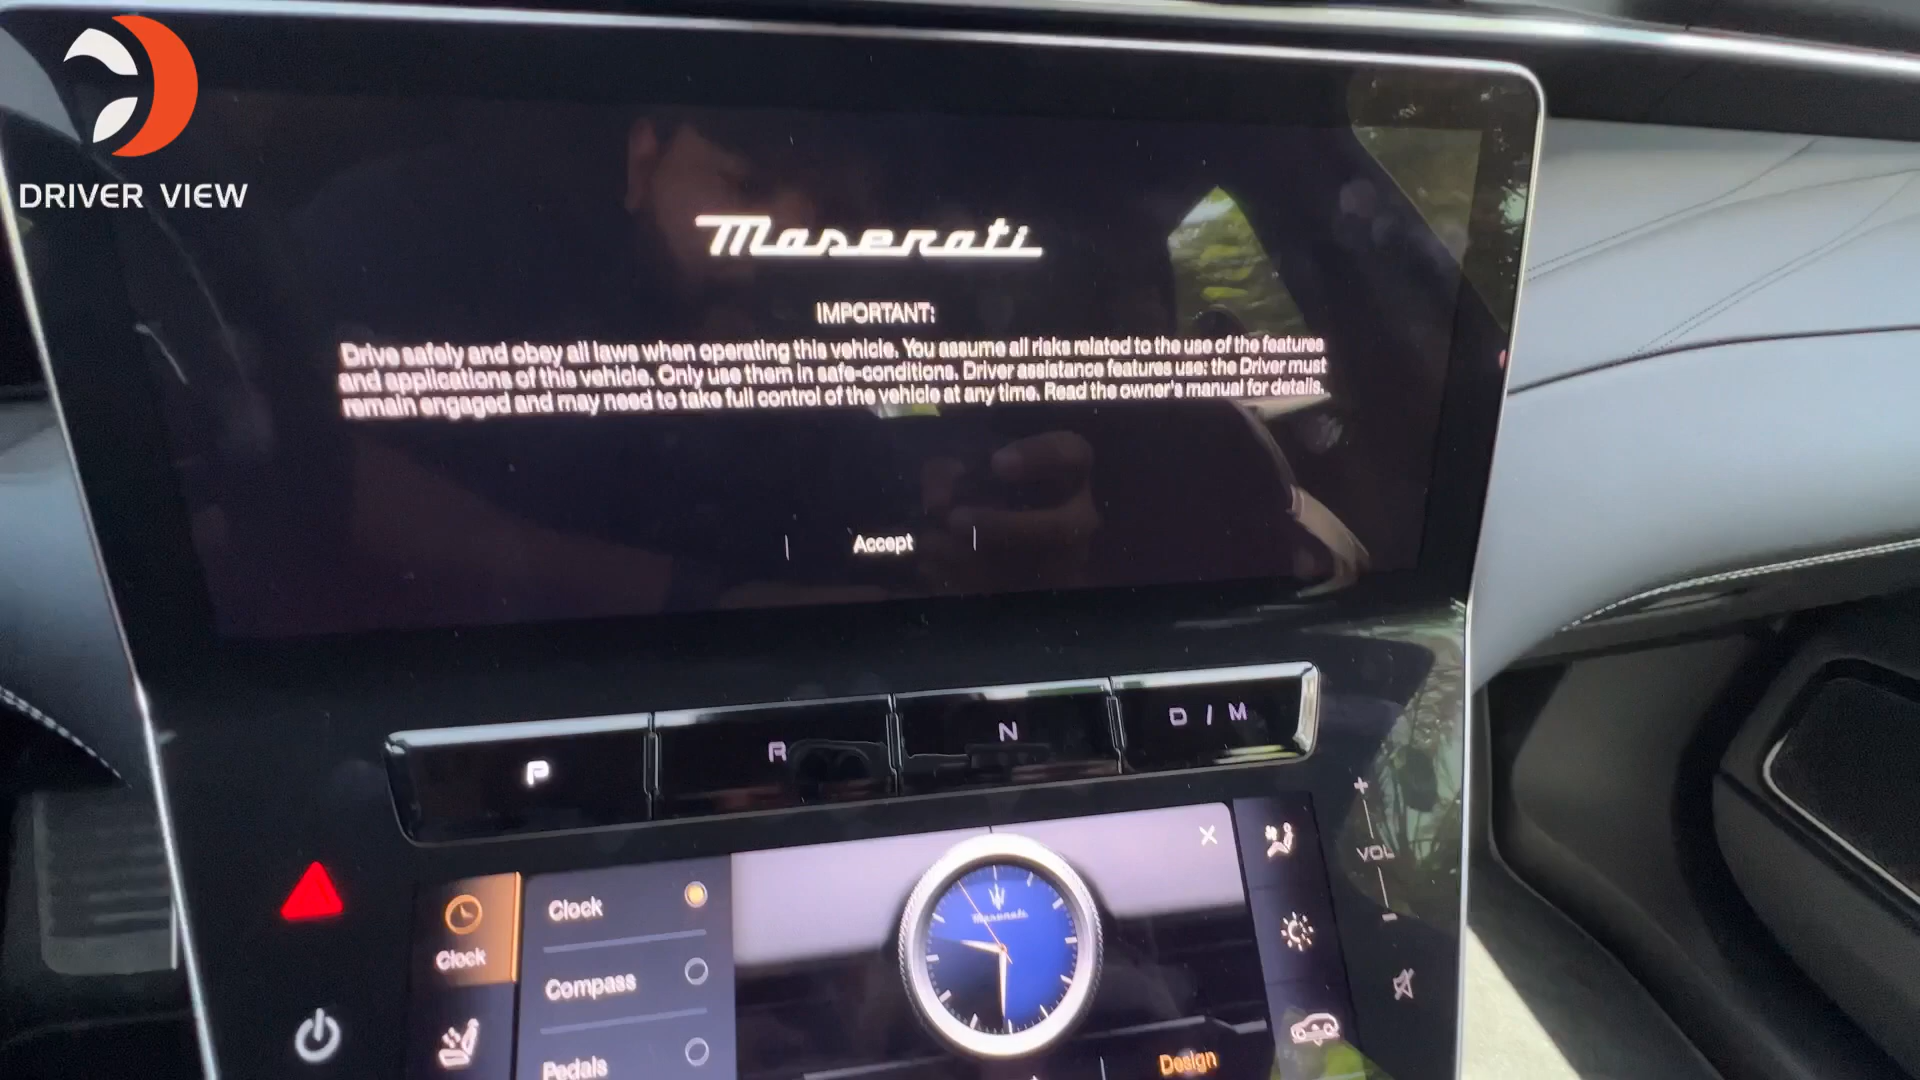 DRIVER VIEW
Maserati
IMPORTANT:
Drive safely and obey all laws when operating this vehicle. You assume all risks related to the use of the features
and applications of this vehicle. Only use them in safe-conditions. Driver assistance features use: the Driver must
remain engaged and may need to take full control of the vehicle at any time. Read the owner's manual for details.
Accept
P R N D / M
+
VOL
-
Clock
Clock
Compass
Pedals
Maserati
Design